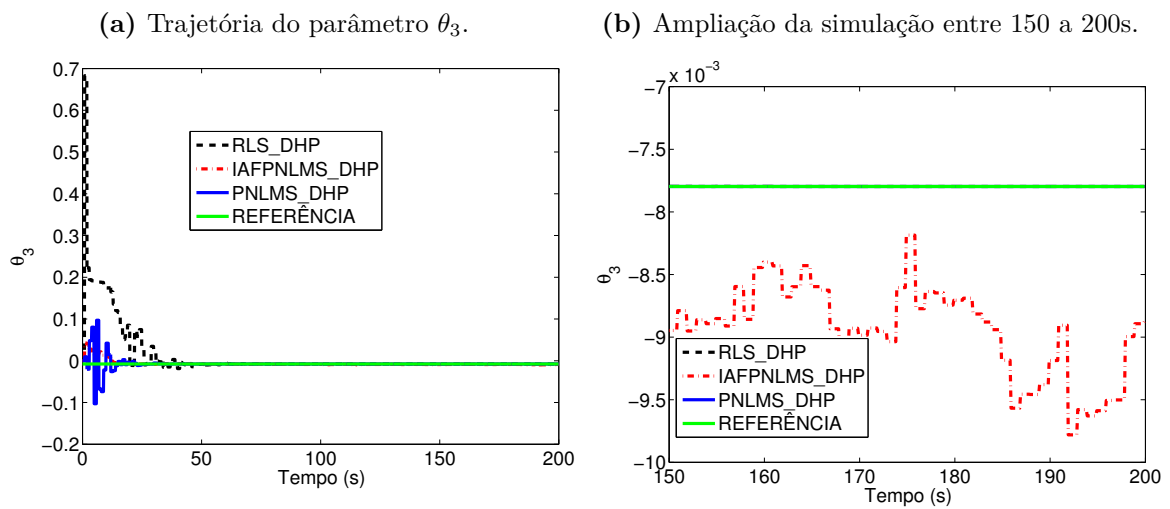 (a) Trajetória do parâmetro θ₃.
0.7
0.6
0.5
0.4
0.3
0.2
0.1
0
−0.1
−0.2
θ₃
RLS_DHP
IAFPNLMS_DHP
PNLMS_DHP
REFERÊNCIA
0 50 100 150 200
Tempo (s)
(b) Ampliação da simulação entre 150 a 200s.
x 10⁻³
−7
−7.5
−8
−8.5
−9
−9.5
−10
θ₃
RLS_DHP
IAFPNLMS_DHP
PNLMS_DHP
REFERÊNCIA
150 160 170 180 190 200
Tempo (s)